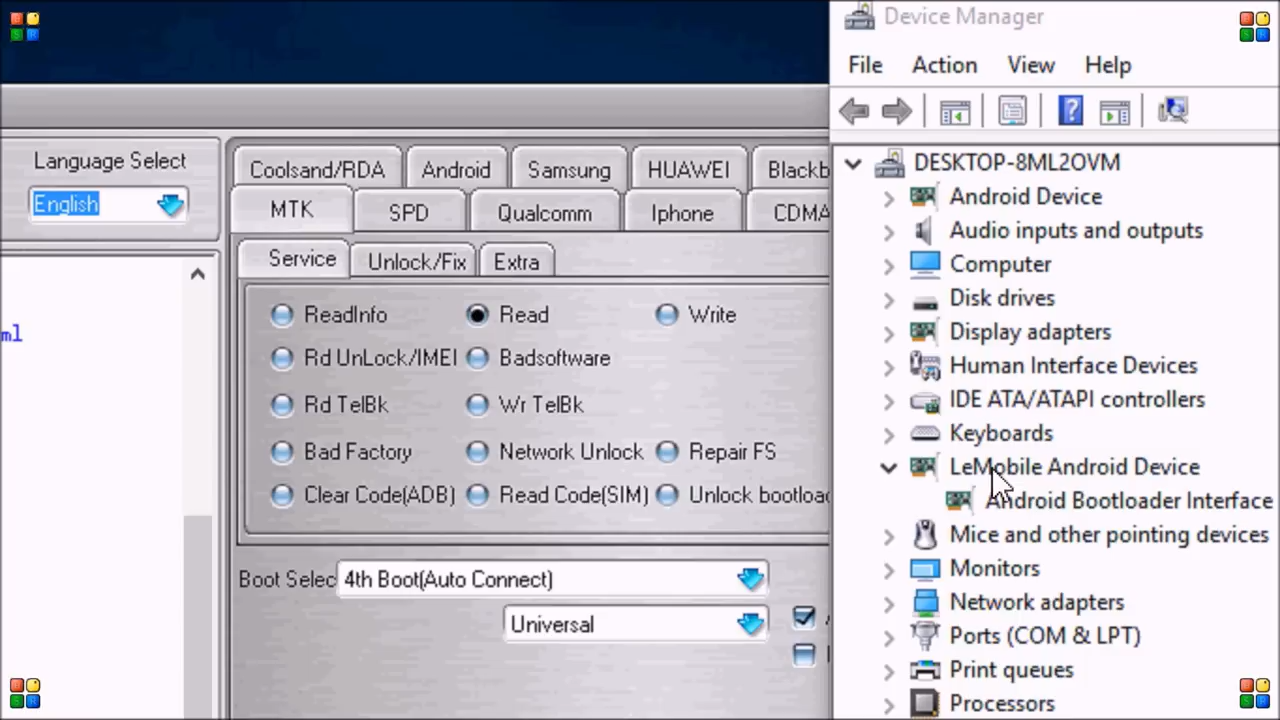 Device Manager
File Action View Help
Language Select
English
ml
Coolsand/RDA Android Samsung HUAWEI Blackb
MTK SPD Qualcomm Iphone CDMA
Service Unlock/Fix Extra
ReadInfo Read Write
Rd UnLock/IMEI Badsoftware
Rd TelBk Wr TelBk
Bad Factory Network Unlock Repair FS
Clear Code(ADB) Read Code(SIM) Unlock bootloa
Boot Selec 4th Boot(Auto Connect)
Universal
DESKTOP-8ML2OVM
Android Device
Audio inputs and outputs
Computer
Disk drives
Display adapters
Human Interface Devices
IDE ATA/ATAPI controllers
Keyboards
LeMobile Android Device
Android Bootloader Interface
Mice and other pointing devices
Monitors
Network adapters
Ports (COM & LPT)
Print queues
Processors